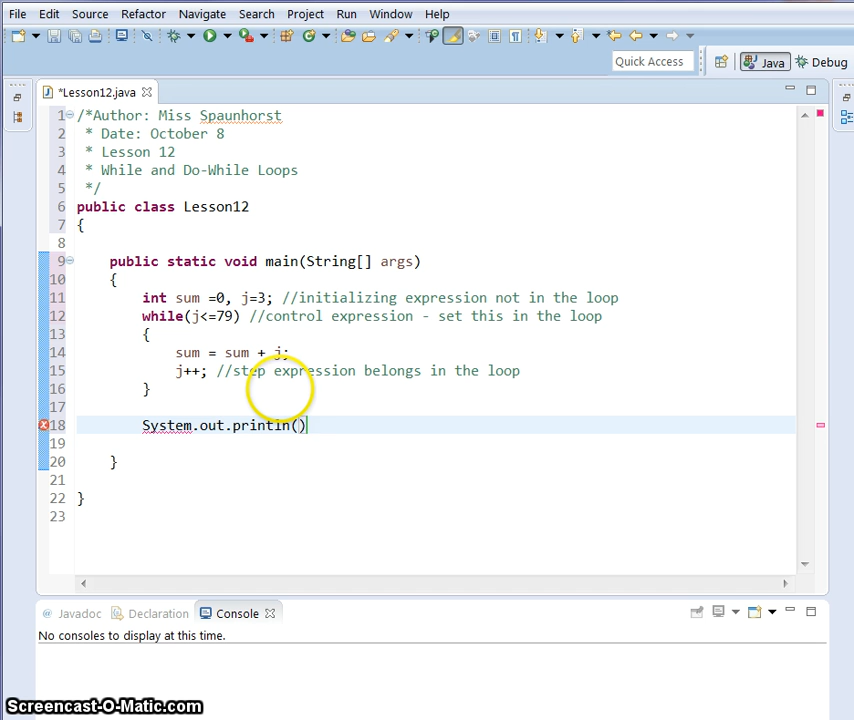 File Edit Source Refactor Navigate Search Project Run Window Help
Quick Access
Java
Debug
*Lesson12.java
1 /*Author: Miss Spaunhorst
2 * Date: October 8
3 * Lesson 12
4 * While and Do-While Loops
5 */
6 public class Lesson12
7 {
8
9 public static void main(String[] args)
10 {
11 int sum =0, j=3; //initializing expression not in the loop
12 while(j<=79) //control expression - set this in the loop
13 {
14 sum = sum + j;
15 j++; //step expression belongs in the loop
16 }
17
18 System.out.println()
19
20 }
21
22 }
23
@ Javadoc Declaration Console
No consoles to display at this time.
Screencast-O-Matic.com